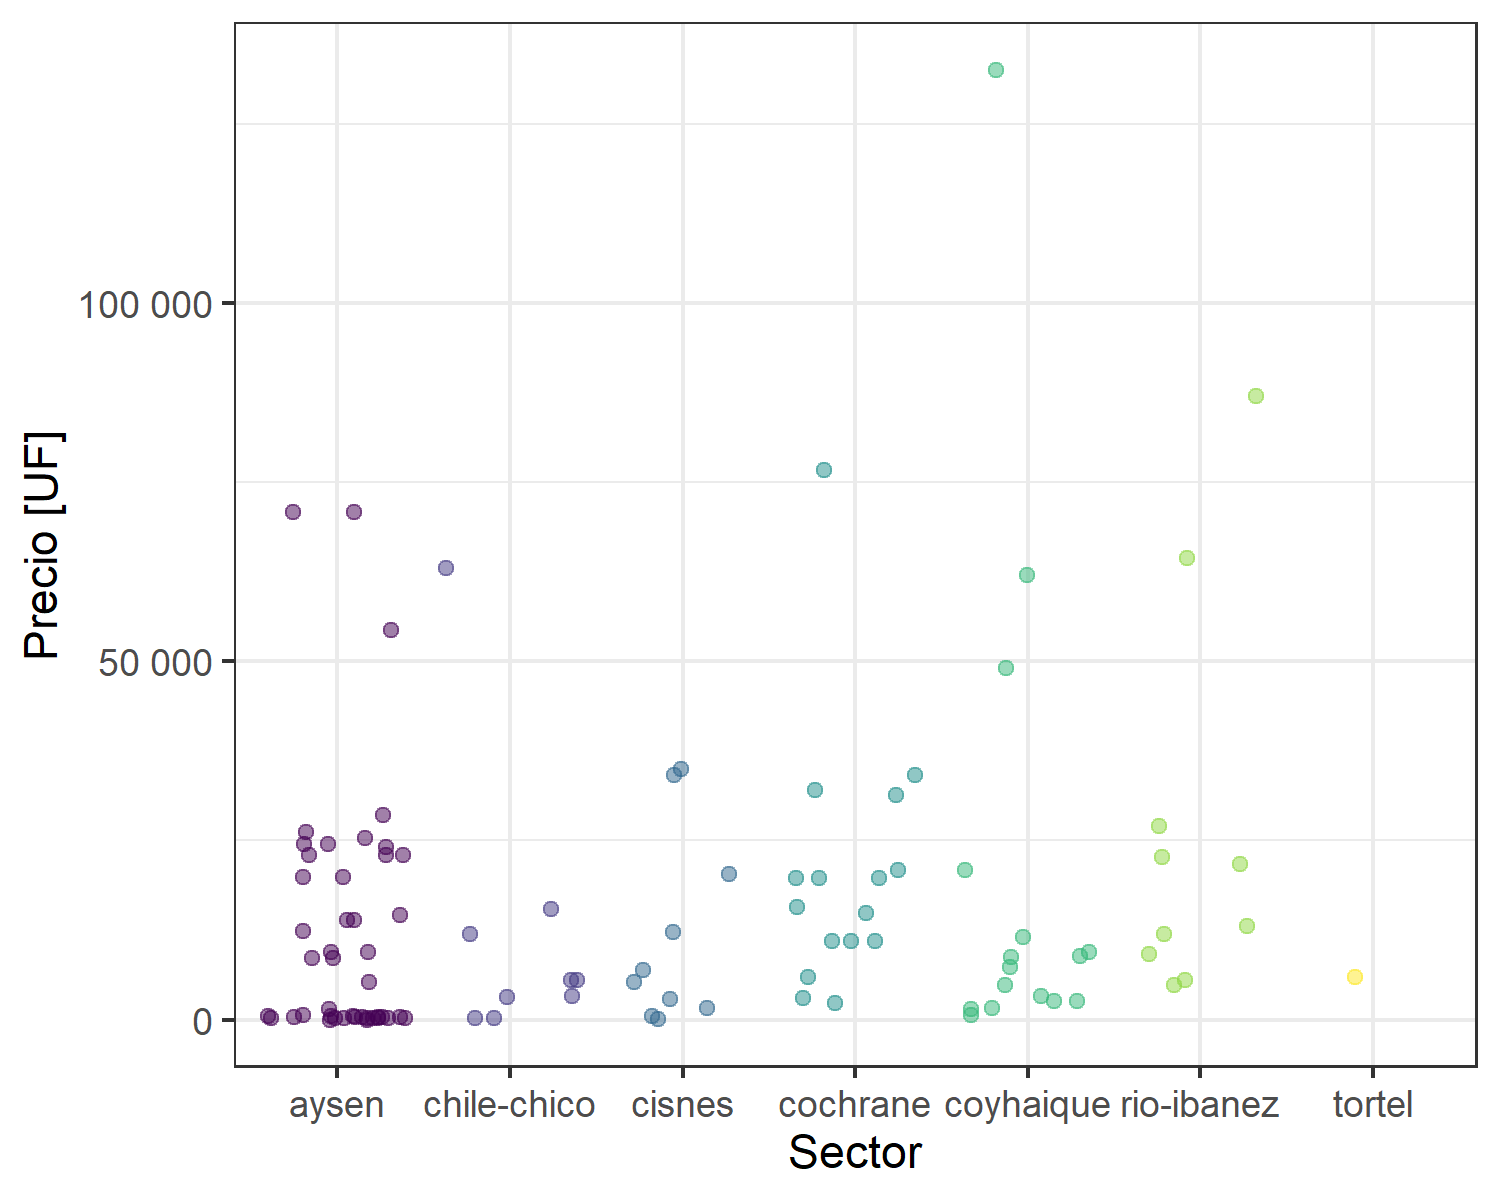 Precio [UF]
100 000
50 000
0
aysen chile-chico cisnes cochrane coyhaique rio-ibanez tortel
Sector